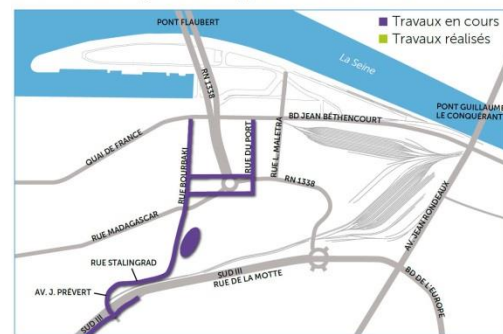 PONT FLAUBERT
Travaux en cours
Travaux réalisés
La Seine
RN 1338
PONT GUILLAUME
LE CONQUÉRANT
QUAI DE FRANCE
BD JEAN BÉTHENCOURT
RUE BOURBAKI
RUE DU PORT
RUE L. MALETRA
RN 1338
RUE MADAGASCAR
AV. JEAN RONDEAUX
RUE STALINGRAD
SUD III
RUE DE LA MOTTE
BD DE L'EUROPE
AV. J. PRÉVERT
SUD III